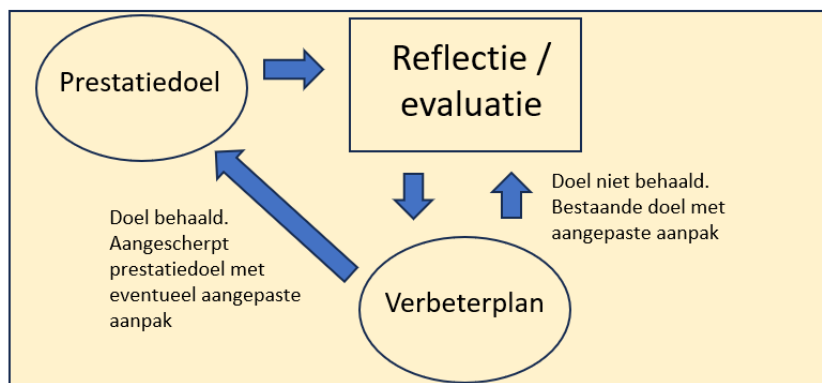 Prestatiedoel
Reflectie /
evaluatie
Doel niet behaald.
Bestaande doel met
aangepaste aanpak
Doel behaald.
Aangescherpt
prestatiedoel met
eventueel aangepaste
aanpak
Verbeterplan